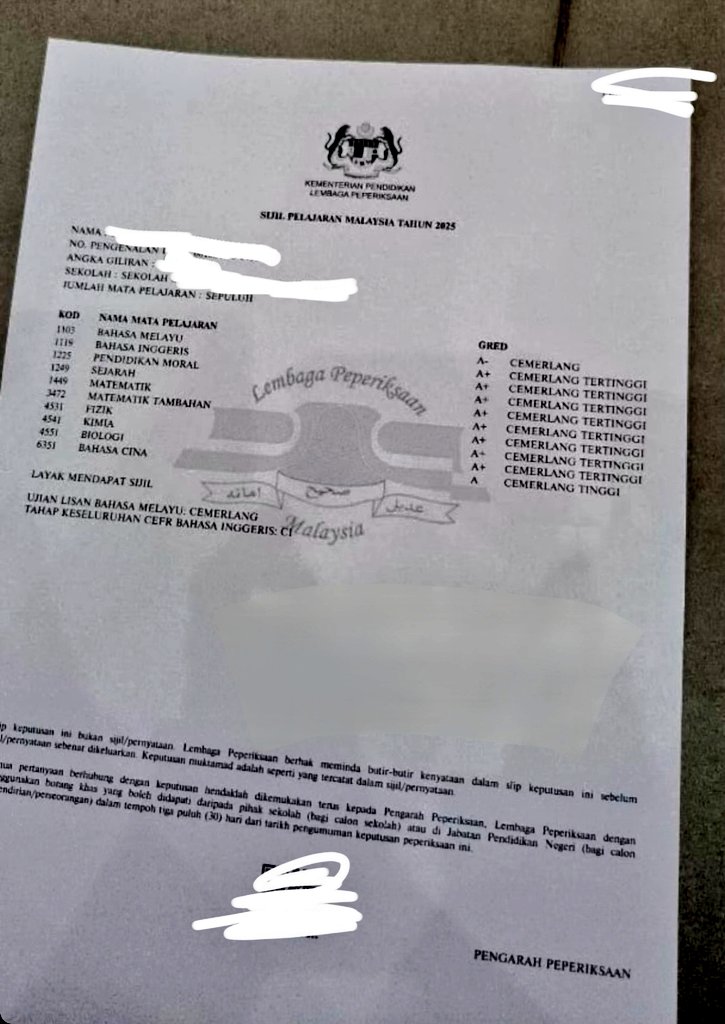 KEMENTERIAN PENDIDIKAN
LEMBAGA PEPERIKSAAN
SIJIL PELAJARAN MALAYSIA TAHUN 2025
NAMA
NO. PENGENALAN
ANGKA GILIRAN :
SEKOLAH : SEKOLAH
JUMLAH MATA PELAJARAN : SEPULUH
KOD NAMA MATA PELAJARAN GRED
1103 BAHASA MELAYU A- CEMERLANG
1119 BAHASA INGGERIS A+ CEMERLANG TERTINGGI
1225 PENDIDIKAN MORAL A+ CEMERLANG TERTINGGI
1249 SEJARAH A+ CEMERLANG TERTINGGI
1449 MATEMATIK A+ CEMERLANG TERTINGGI
3472 MATEMATIK TAMBAHAN A+ CEMERLANG TERTINGGI
4531 FIZIK A+ CEMERLANG TERTINGGI
4541 KIMIA A+ CEMERLANG TERTINGGI
4551 BIOLOGI A+ CEMERLANG TERTINGGI
6351 BAHASA CINA A CEMERLANG TINGGI
Lembaga Peperiksaan
امانه صحيح عديل
Malaysia
LAYAK MENDAPAT SIJIL
UJIAN LISAN BAHASA MELAYU: CEMERLANG
TAHAP KESELURUHAN CEFR BAHASA INGGERIS: C1
ip keputusan ini bukan sijil/pernyataan. Lembaga Peperiksaan berhak meminda butir-butir kenyataan dalam slip keputusan ini sebelum
l/pernyataan sebenar dikeluarkan. Keputusan muktamad adalah seperti yang tercatat dalam sijil/pernyataan.
ua pertanyaan berhubung dengan keputusan hendaklah dikemukakan terus kepada Pengarah Peperiksaan, Lembaga Peperiksaan dengan
ggunakan borang khas yang boleh didapati daripada pihak sekolah (bagi calon sekolah) atau di Jabatan Pendidikan Negeri (bagi calon
endirian/perseorangan) dalam tempoh tiga puluh (30) hari dari tarikh pengumuman keputusan peperiksaan ini.
PENGARAH PEPERIKSAAN